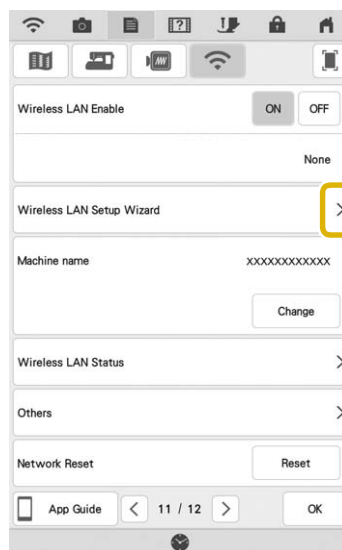 Wireless LAN Enable ON OFF
None
Wireless LAN Setup Wizard
Machine name XXXXXXXXXXXX
Change
Wireless LAN Status
Others
Network Reset Reset
App Guide < 11 / 12 > OK